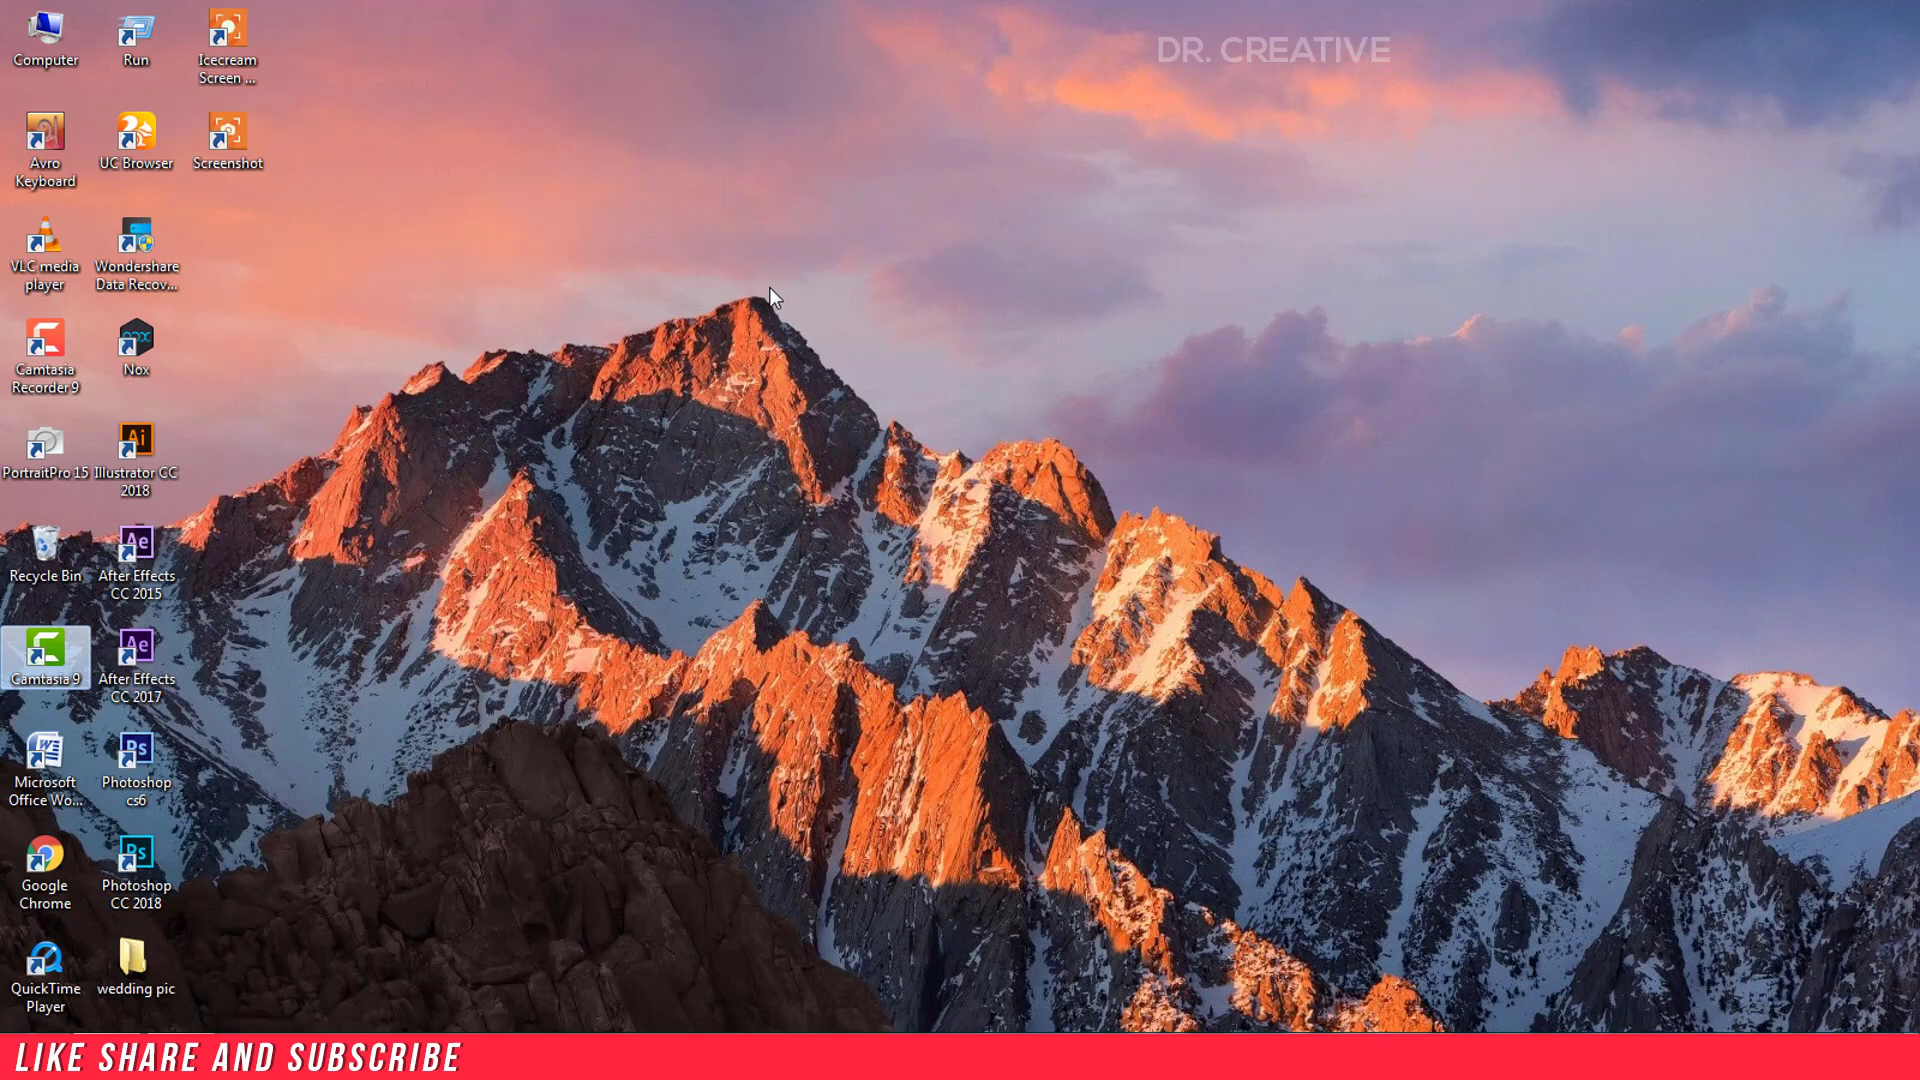 DR. CREATIVE
Computer
Run
Icecream
Screen ...
Avro
Keyboard
UC Browser
Screenshot
VLC media
player
Wondershare
Data Recov...
Camtasia
Recorder 9
Nox
PortraitPro 15
Ai
Illustrator CC
2018
Recycle Bin
Ae
After Effects
CC 2015
Camtasia 9
Ae
After Effects
CC 2017
Microsoft
Office Wo...
Ps
Photoshop
cs6
Google
Chrome
Ps
Photoshop
CC 2018
QuickTime
Player
wedding pic
LIKE SHARE AND SUBSCRIBE